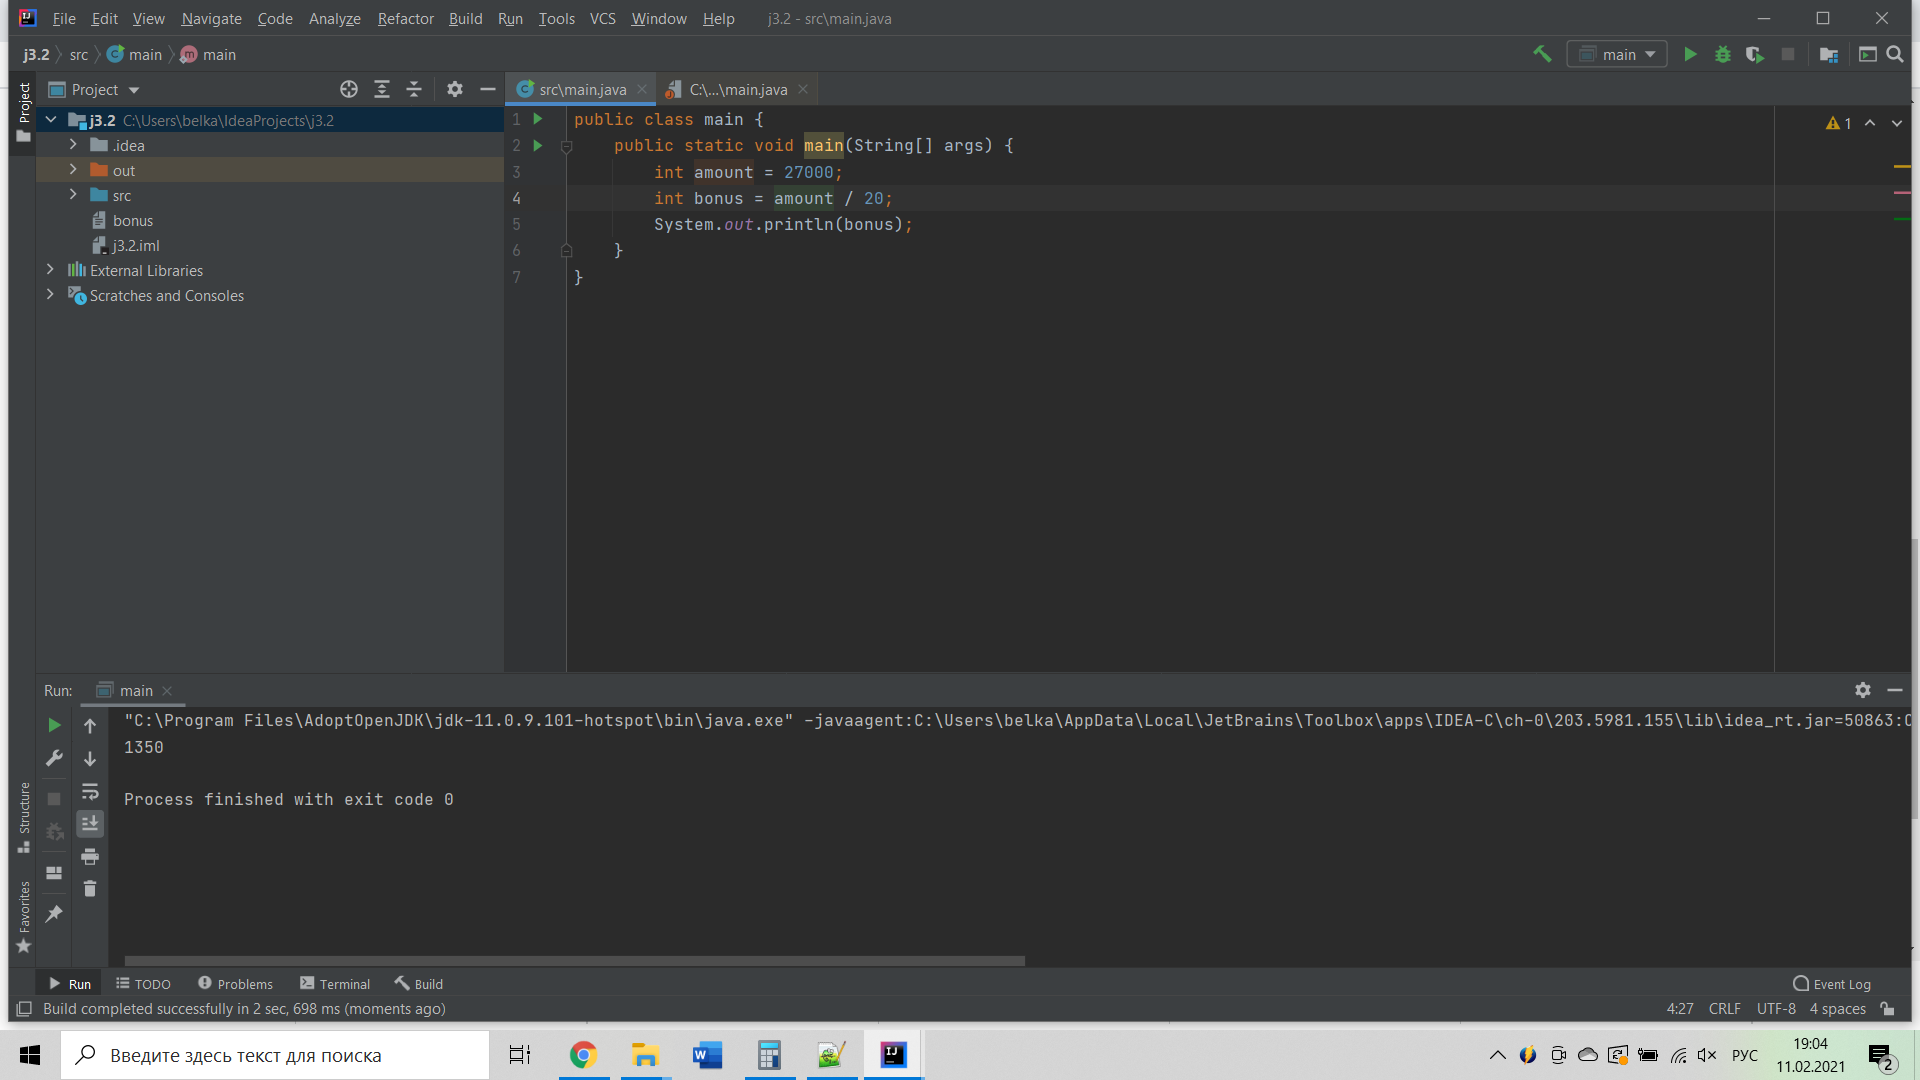 File Edit View Navigate Code Analyze Refactor Build Run Tools VCS Window Help j3.2 - src\main.java
j3.2 src main main
main
Project
Project
src\main.java
C:\...\main.java
j3.2 C:\Users\belka\IdeaProjects\j3.2
.idea
out
src
bonus
j3.2.iml
External Libraries
Scratches and Consoles
1 public class main {
2 public static void main(String[] args) {
3 int amount = 27000;
4 int bonus = amount / 20;
5 System.out.println(bonus);
6 }
7 }
1
Run: main
"C:\Program Files\AdoptOpenJDK\jdk-11.0.9.101-hotspot\bin\java.exe" -javaagent:C:\Users\belka\AppData\Local\JetBrains\Toolbox\apps\IDEA-C\ch-0\203.5981.155\lib\idea_rt.jar=50863:C
1350
Process finished with exit code 0
Structure
Favorites
Run TODO Problems Terminal Build Event Log
Build completed successfully in 2 sec, 698 ms (moments ago) 4:27 CRLF UTF-8 4 spaces
Введите здесь текст для поиска
РУС
19:04
11.02.2021
2